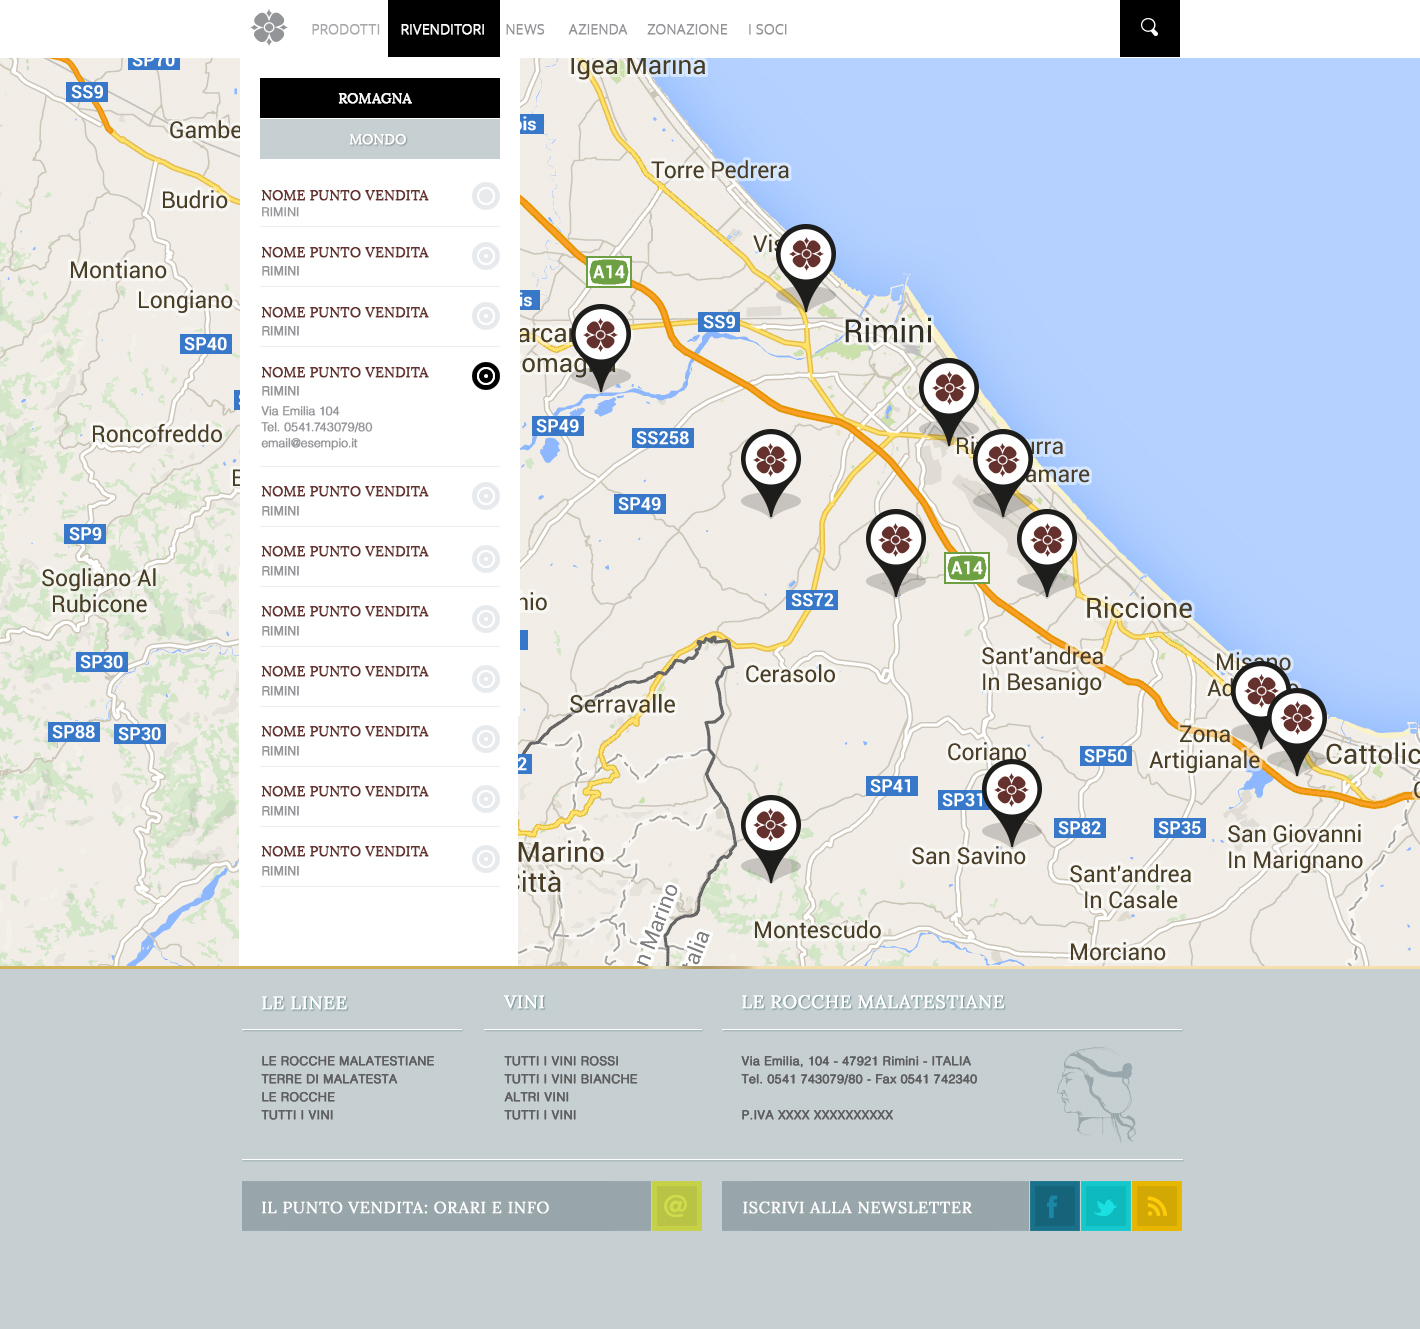 PRODOTTI
RIVENDITORI
NEWS
AZIENDA
ZONAZIONE
I SOCI
ROMAGNA
MONDO
NOME PUNTO VENDITA
RIMINI
NOME PUNTO VENDITA
RIMINI
NOME PUNTO VENDITA
RIMINI
NOME PUNTO VENDITA
RIMINI
Via Emilia 104
Tel. 0541.743079/80
email@esempio.it
NOME PUNTO VENDITA
RIMINI
NOME PUNTO VENDITA
RIMINI
NOME PUNTO VENDITA
RIMINI
NOME PUNTO VENDITA
RIMINI
NOME PUNTO VENDITA
RIMINI
NOME PUNTO VENDITA
RIMINI
NOME PUNTO VENDITA
RIMINI
SP70
SS9
Gambe
Budrio
Montiano
Longiano
SP40
Roncofreddo
SP9
Sogliano Al
Rubicone
SP30
SP88
SP30
Igea Marina
Torre Pedrera
A14
SS9
Rimini
SP49
SS258
SP49
amare
A14
SS72
Riccione
Cerasolo
Sant'andrea
In Besanigo
Serravalle
Zona
Artigianale
Coriano
SP50
Cattolic
SP41
SP31
SP82
SP35
San Giovanni
In Marignano
Marino
Città
San Savino
Sant'andrea
In Casale
Montescudo
Morciano
n Marino
talia
LE LINEE
LE ROCCHE MALATESTIANE
TERRE DI MALATESTA
LE ROCCHE
TUTTI I VINI
VINI
TUTTI I VINI ROSSI
TUTTI I VINI BIANCHE
ALTRI VINI
TUTTI I VINI
LE ROCCHE MALATESTIANE
Via Emilia, 104 - 47921 Rimini - ITALIA
Tel. 0541 743079/80 - Fax 0541 742340
P.IVA XXXX XXXXXXXXXX
IL PUNTO VENDITA: ORARI E INFO
@
ISCRIVI ALLA NEWSLETTER